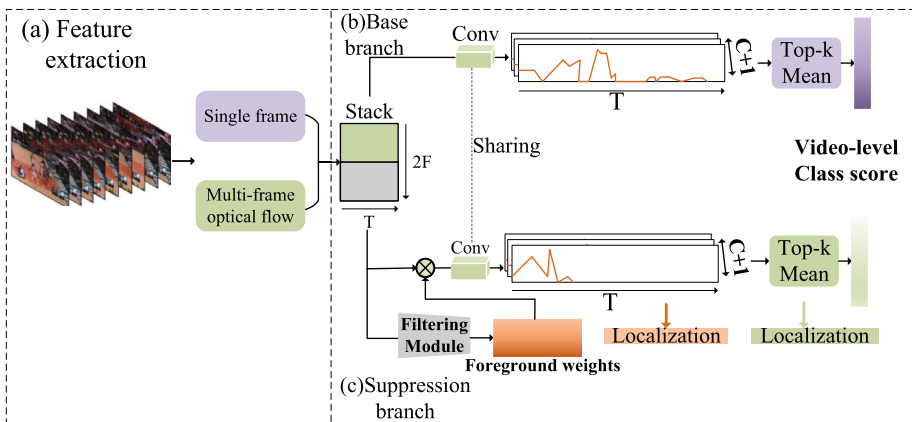 (a) Feature
extraction
Single frame
Multi-frame
optical flow
(b)Base
branch
Conv
C+1
T
Top-k
Mean
Stack
2F
T
Sharing
Video-level
Class score
Conv
C+1
T
Top-k
Mean
Filtering
Module
Foreground weights
Localization
Localization
(c)Suppression
branch